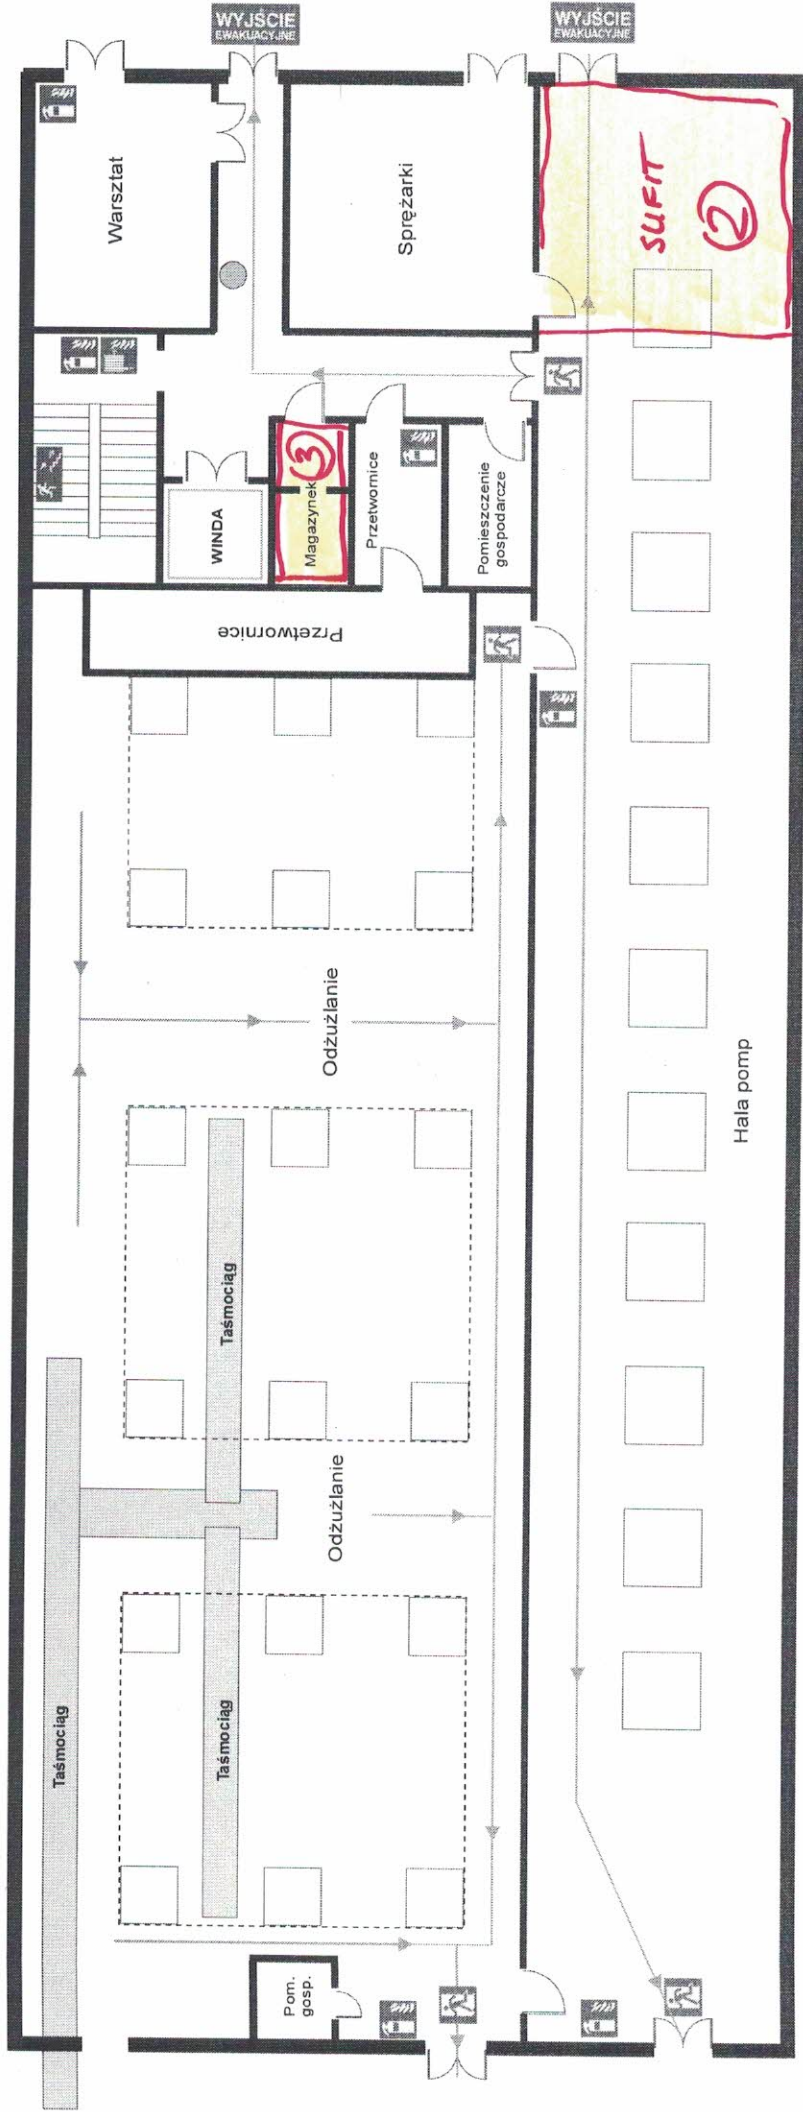 WYJŚCIE
EWAKUACYJNE
WYJŚCIE
EWAKUACYJNE
Warsztat
Sprężarki
SUFIT
2
WINDA
Magazynek
3
Przetwornice
Pomieszczenie
gospodarcze
Przetwornice
Odżużlanie
Taśmociąg
Hala pomp
Odżużlanie
Taśmociąg
Taśmociąg
Pom.
gosp.